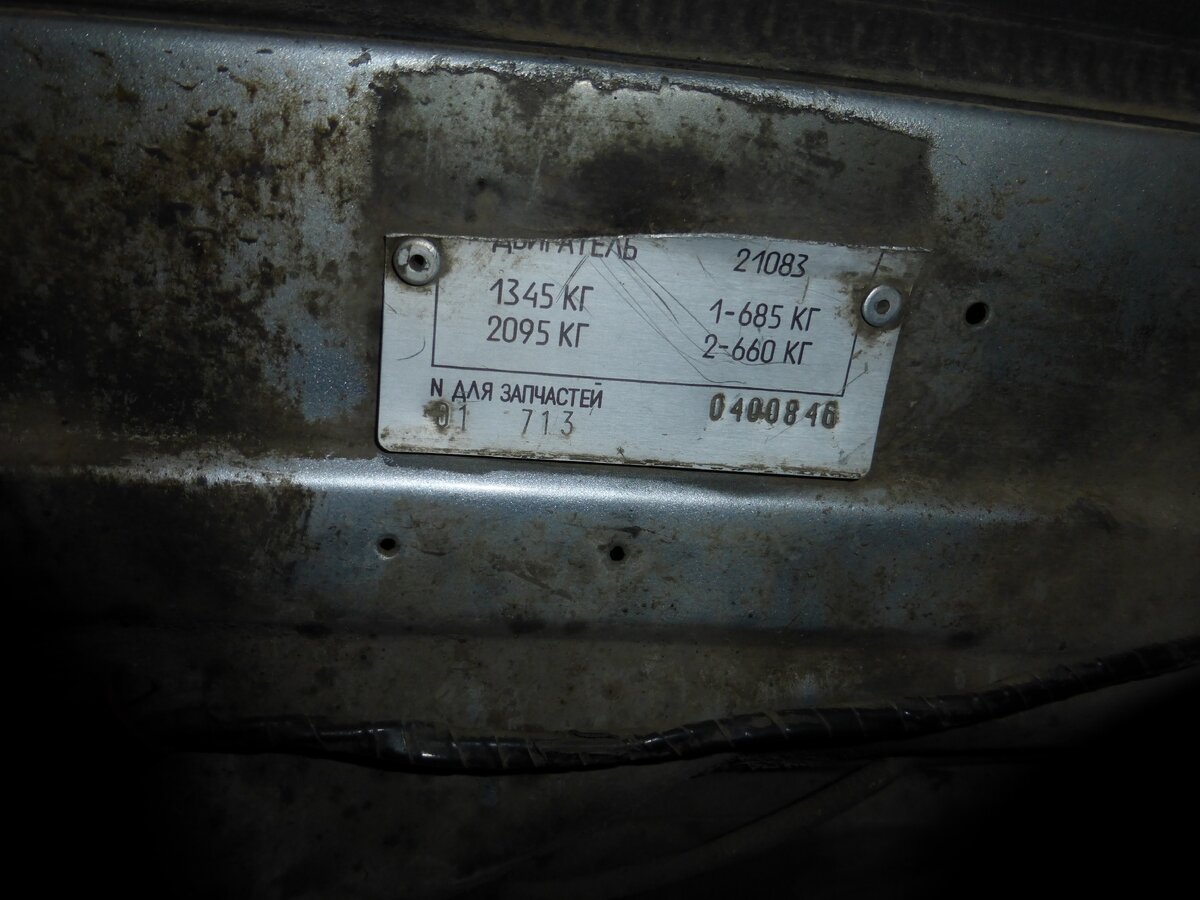 ДВИГАТЕЛЬ 21083
1345 КГ 1-685 КГ
2095 КГ 2-660 КГ
N ДЛЯ ЗАПЧАСТЕЙ
01 713 0400846